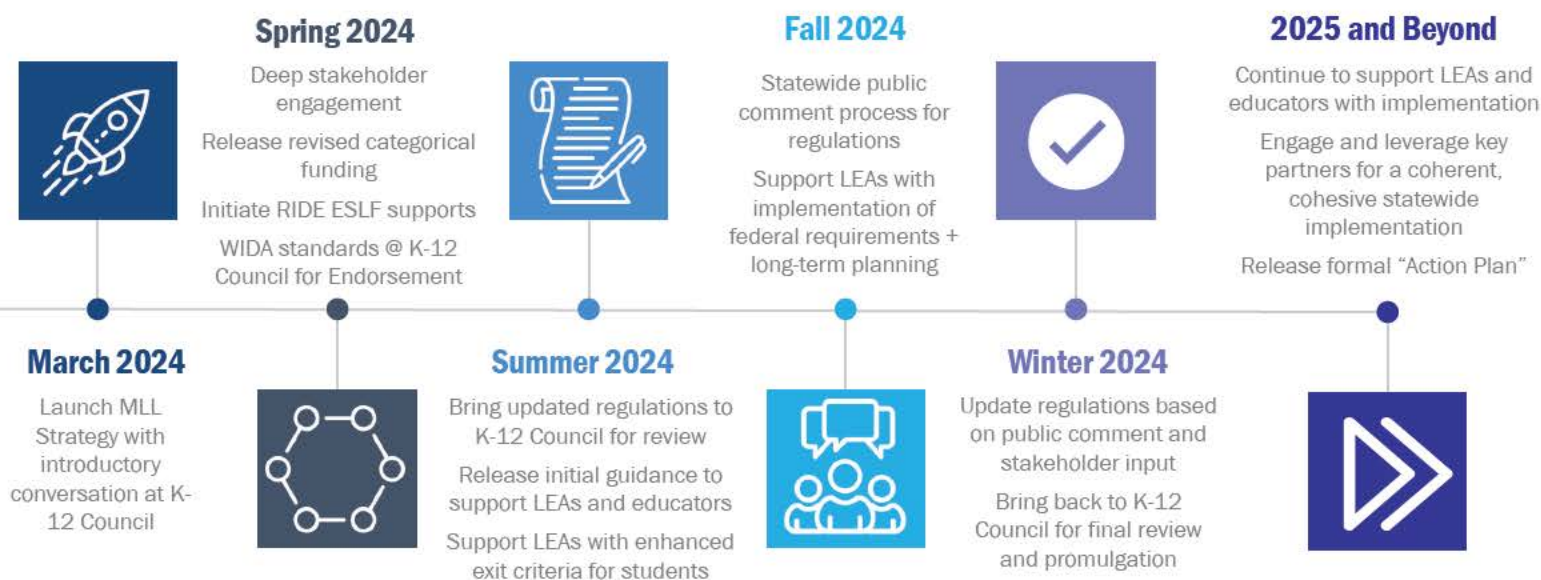 March 2024
Launch MLL
Strategy with
introductory
conversation at K-
12 Council
Spring 2024
Deep stakeholder
engagement
Release revised categorical
funding
Initiate RIDE ESLF supports
WIDA standards @ K-12
Council for Endorsement
Summer 2024
Bring updated regulations to
K-12 Council for review
Release initial guidance to
support LEAs and educators
Support LEAs with enhanced
exit criteria for students
Fall 2024
Statewide public
comment process for
regulations
Support LEAs with
implementation of
federal requirements +
long-term planning
Winter 2024
Update regulations based
on public comment and
stakeholder input
Bring back to K-12
Council for final review
and promulgation
2025 and Beyond
Continue to support LEAs and
educators with implementation
Engage and leverage key
partners for a coherent,
cohesive statewide
implementation
Release formal “Action Plan”